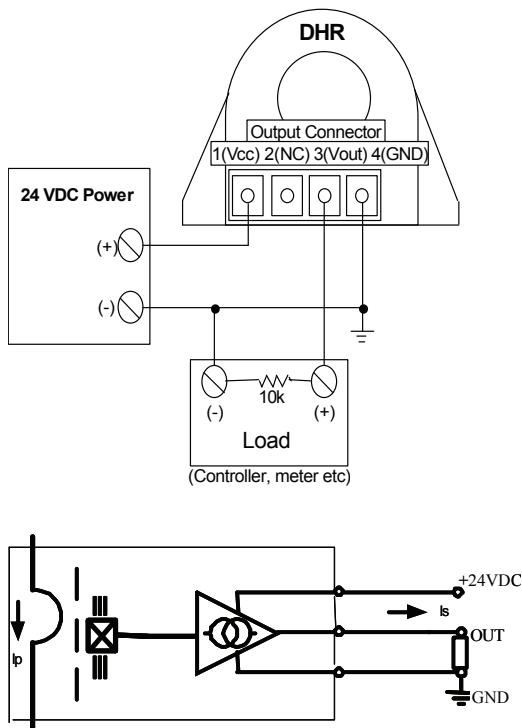 DHR
Output Connector
1(Vcc) 2(NC) 3(Vout) 4(GND)
24 VDC Power
(+)
(-)
10k
(-) (+)
Load
(Controller, meter etc)
+24VDC
Is
OUT
Ip
GND